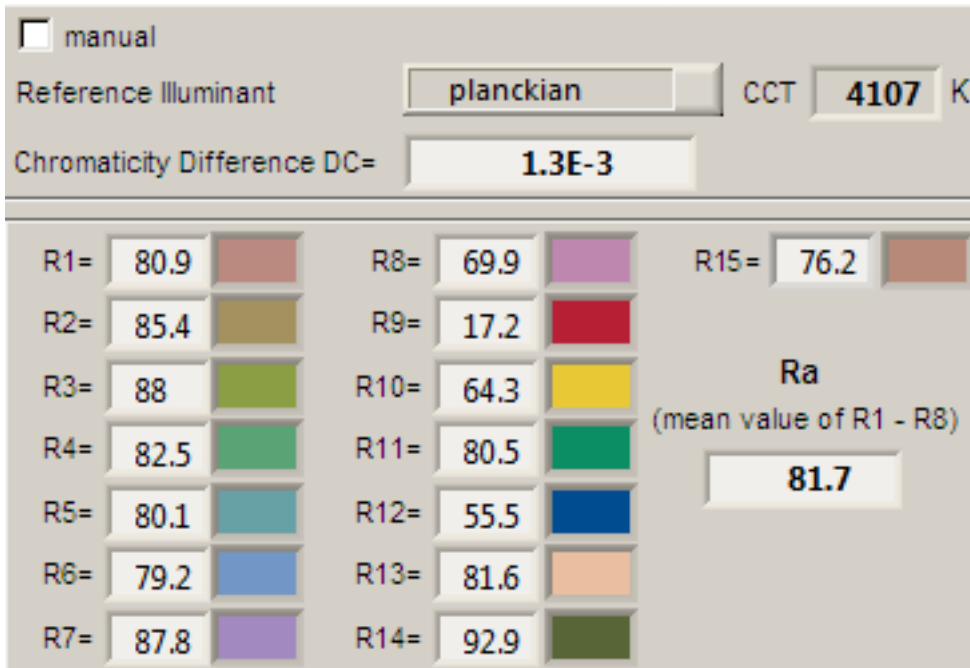 manual
Reference Illuminant planckian CCT 4107 K
Chromaticity Difference DC= 1.3E-3
R1= 80.9 R8= 69.9 R15= 76.2
R2= 85.4 R9= 17.2
R3= 88 R10= 64.3 Ra
R4= 82.5 R11= 80.5 (mean value of R1 - R8)
R5= 80.1 R12= 55.5 81.7
R6= 79.2 R13= 81.6
R7= 87.8 R14= 92.9